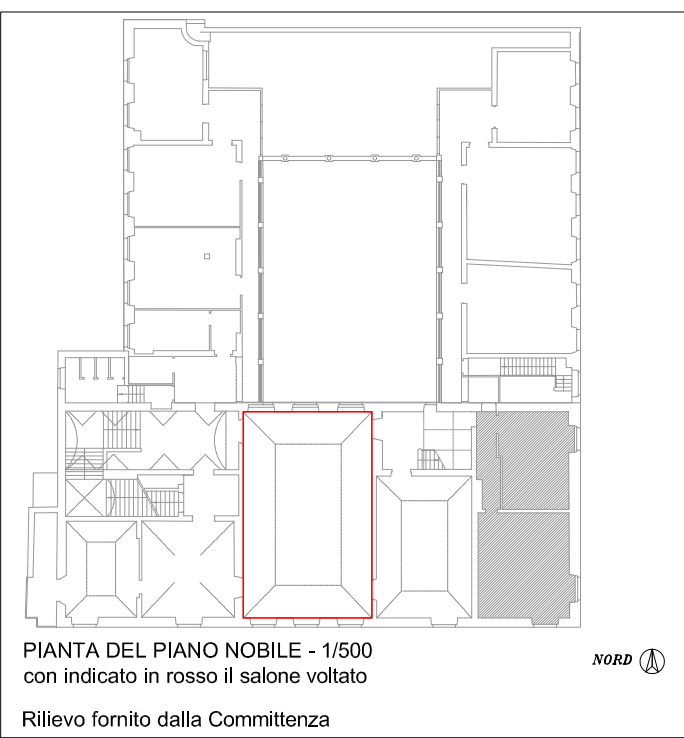 PIANTA DEL PIANO NOBILE - 1/500
con indicato in rosso il salone voltato
NORD
Rilievo fornito dalla Committenza